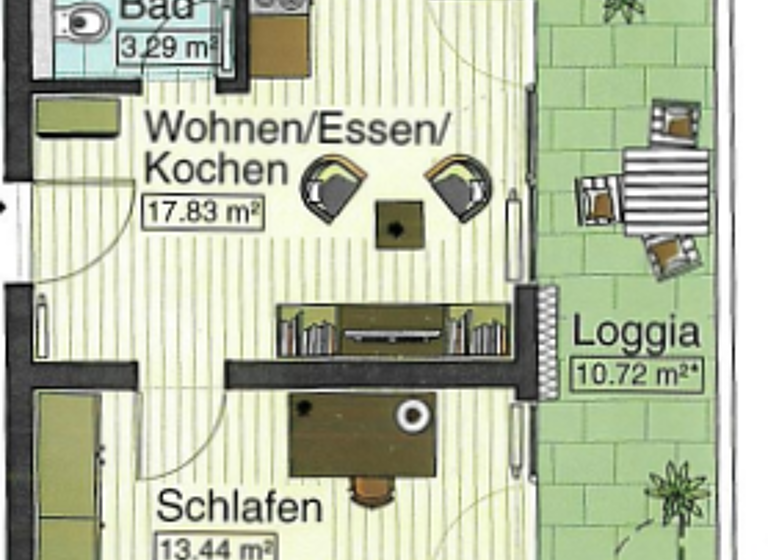 Bad
3.29 m²
Wohnen/Essen/
Kochen
17.83 m²
Loggia
10.72 m²*
Schlafen
13.44 m²